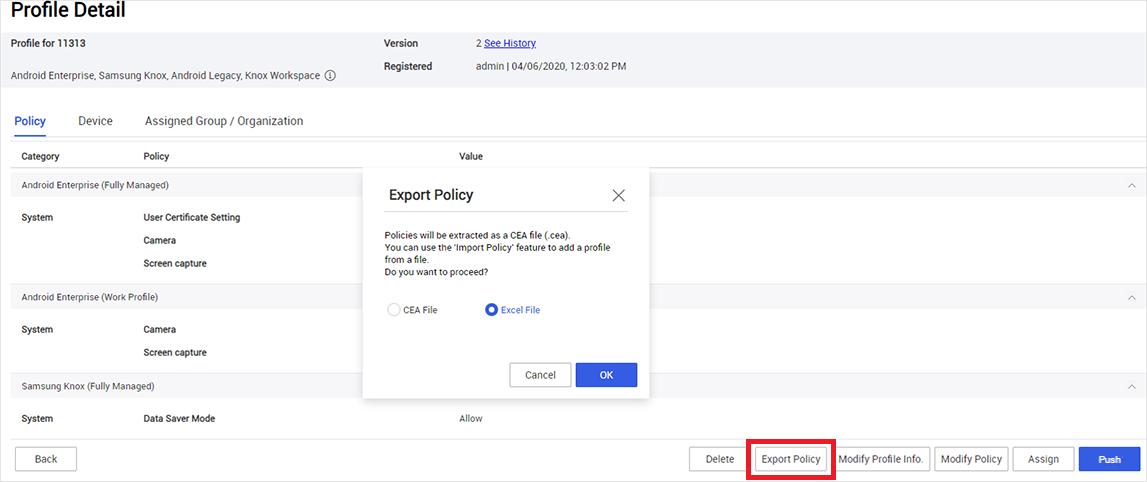 Profile Detail
Profile for 11313
Version 2 See History
Registered admin | 04/06/2020, 12:03:02 PM
Android Enterprise, Samsung Knox, Android Legacy, Knox Workspace
Policy Device Assigned Group / Organization
Category Policy Value
Android Enterprise (Fully Managed)
System User Certificate Setting
Camera
Screen capture
Android Enterprise (Work Profile)
System Camera
Screen capture
Samsung Knox (Fully Managed)
System Data Saver Mode Allow
Export Policy
Policies will be extracted as a CEA file (.cea).
You can use the 'Import Policy' feature to add a profile
from a file.
Do you want to proceed?
CEA File Excel File
Cancel OK
Back Delete Export Policy Modify Profile Info. Modify Policy Assign Push